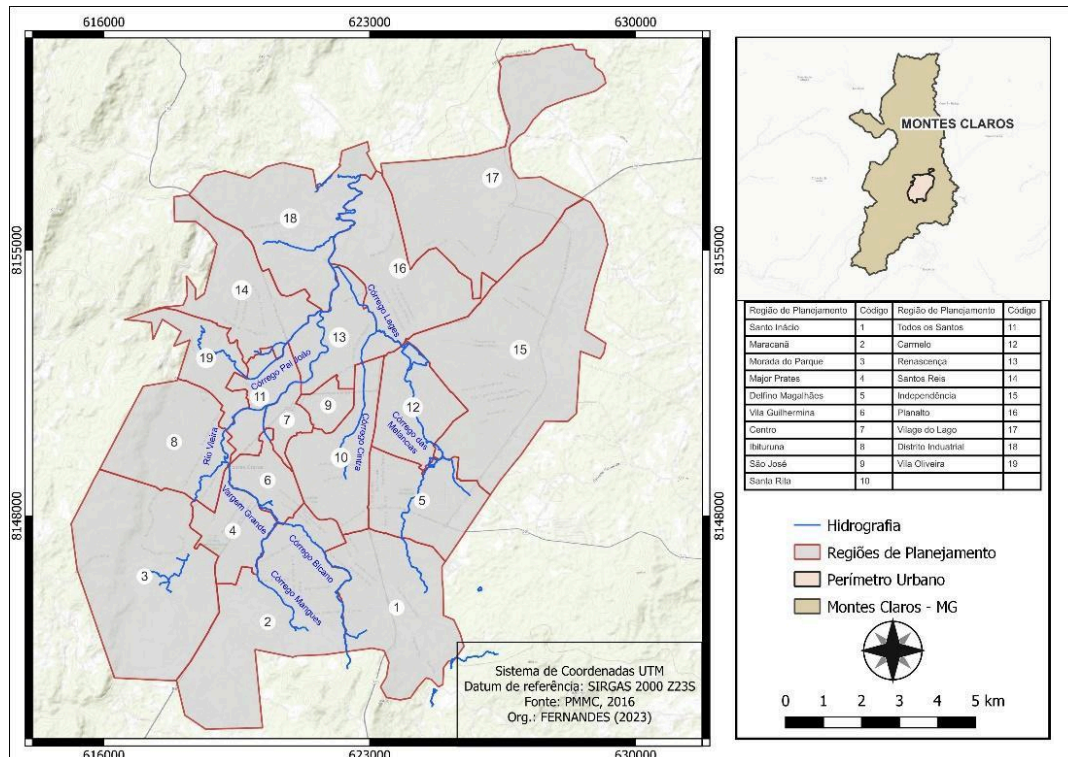 616000 623000 630000
17
18
8155000 8155000
16
14
Córrego Lages
13
15
19
Córrego Pai João
11
9
12
7
8
Rio Vieira
Córrego Cintra
Córrego das Melancias
10
6
5
8148000 8148000
Vargem Grande
4
Córrego Bicano
3
Córrego Mangues
1
2
Sistema de Coordenadas UTM
Datum de referência: SIRGAS 2000 Z23S
Fonte: PMMC, 2016
Org.: FERNANDES (2023)
616000 623000 630000
MONTES CLAROS
Região de Planejamento Código Região de Planejamento Código
Santo Inácio 1 Todos os Santos 11
Maracanã 2 Carmelo 12
Morada do Parque 3 Renascença 13
Major Prates 4 Santos Reis 14
Delfino Magalhães 5 Independência 15
Vila Guilhermina 6 Planalto 16
Centro 7 Vilage do Lago 17
Ibituruna 8 Distrito Industrial 18
São José 9 Vila Oliveira 19
Santa Rita 10
Hidrografia
Regiões de Planejamento
Perímetro Urbano
Montes Claros - MG
0 1 2 3 4 5 km